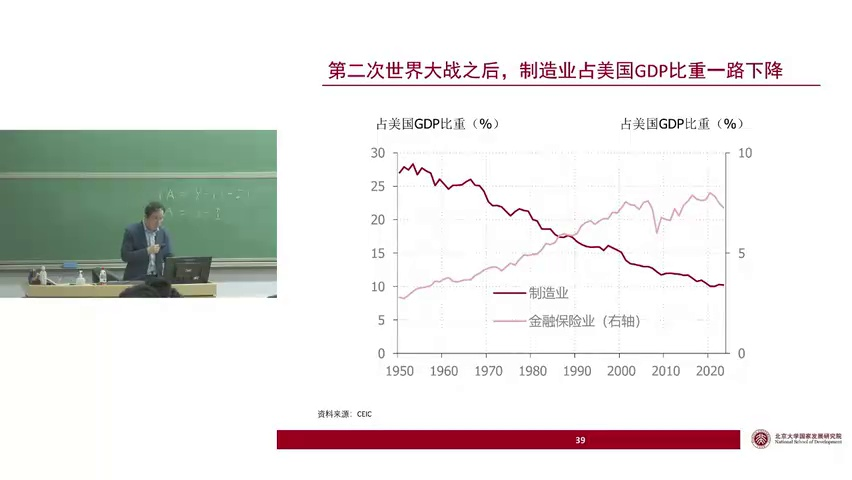 第二次世界大战之后，制造业占美国GDP比重一路下降
占美国GDP比重（%） 占美国GDP比重（%）
30 10
25
20
15 5
10
5
0 0
制造业
金融保险业（右轴）
1950 1960 1970 1980 1990 2000 2010 2020
资料来源：CEIC
39
北京大学国家发展研究院
National School of Development